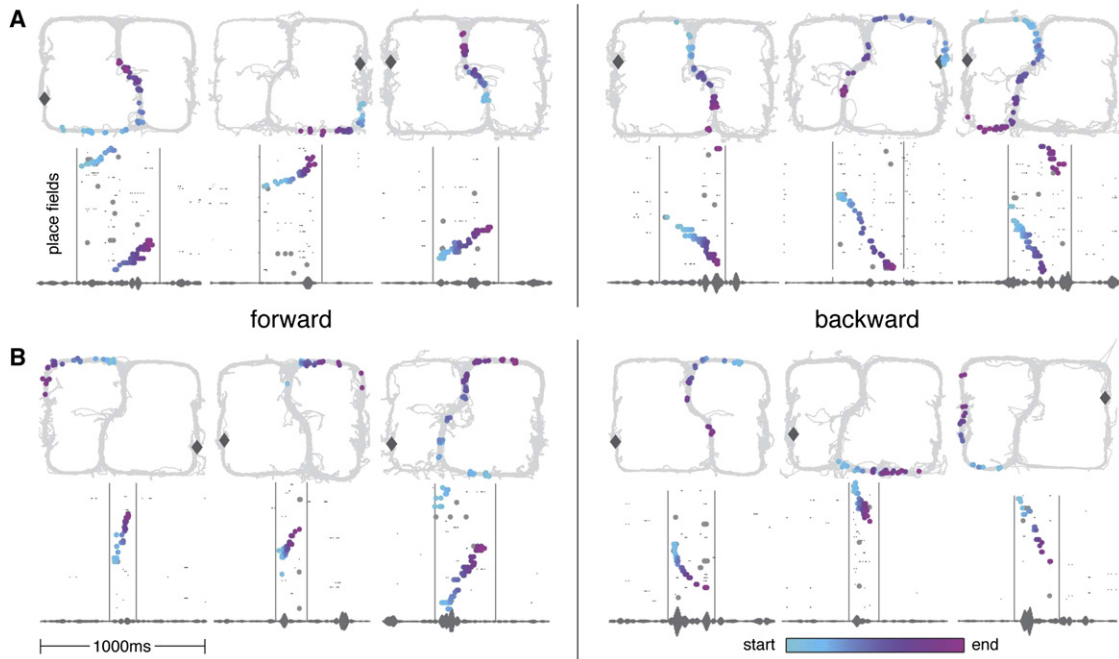 A
place fields
forward
backward
B
1000ms
start
end